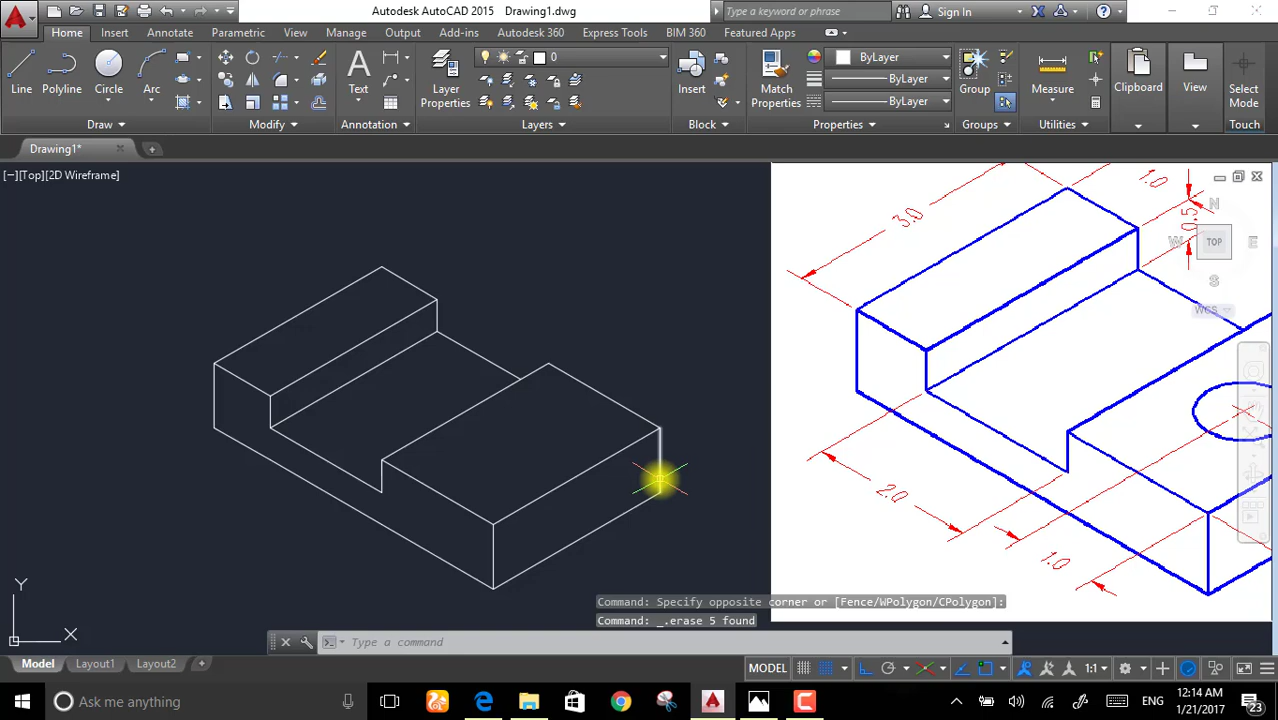 Autodesk AutoCAD 2015 Drawing1.dwg
Type a keyword or phrase
Sign In
Home Insert Annotate Parametric View Manage Output Add-ins Autodesk 360 Express Tools BIM 360 Featured Apps
0
ByLayer
ByLayer
ByLayer
Line Polyline Circle Arc Text Layer Properties Insert Match Properties Group Measure Clipboard View Select Mode
Draw Modify Annotation Layers Block Properties Groups Utilities Touch
Drawing1*
[−][Top][2D Wireframe]
3.0
1.0
0.5
N
W TOP E
S
WCS
2.0
1.0
Y
X
Command: Specify opposite corner or [Fence/WPolygon/CPolygon]:
Command: _.erase 5 found
Type a command
Model Layout1 Layout2
MODEL
1:1
Ask me anything
ENG
12:14 AM
1/21/2017
23